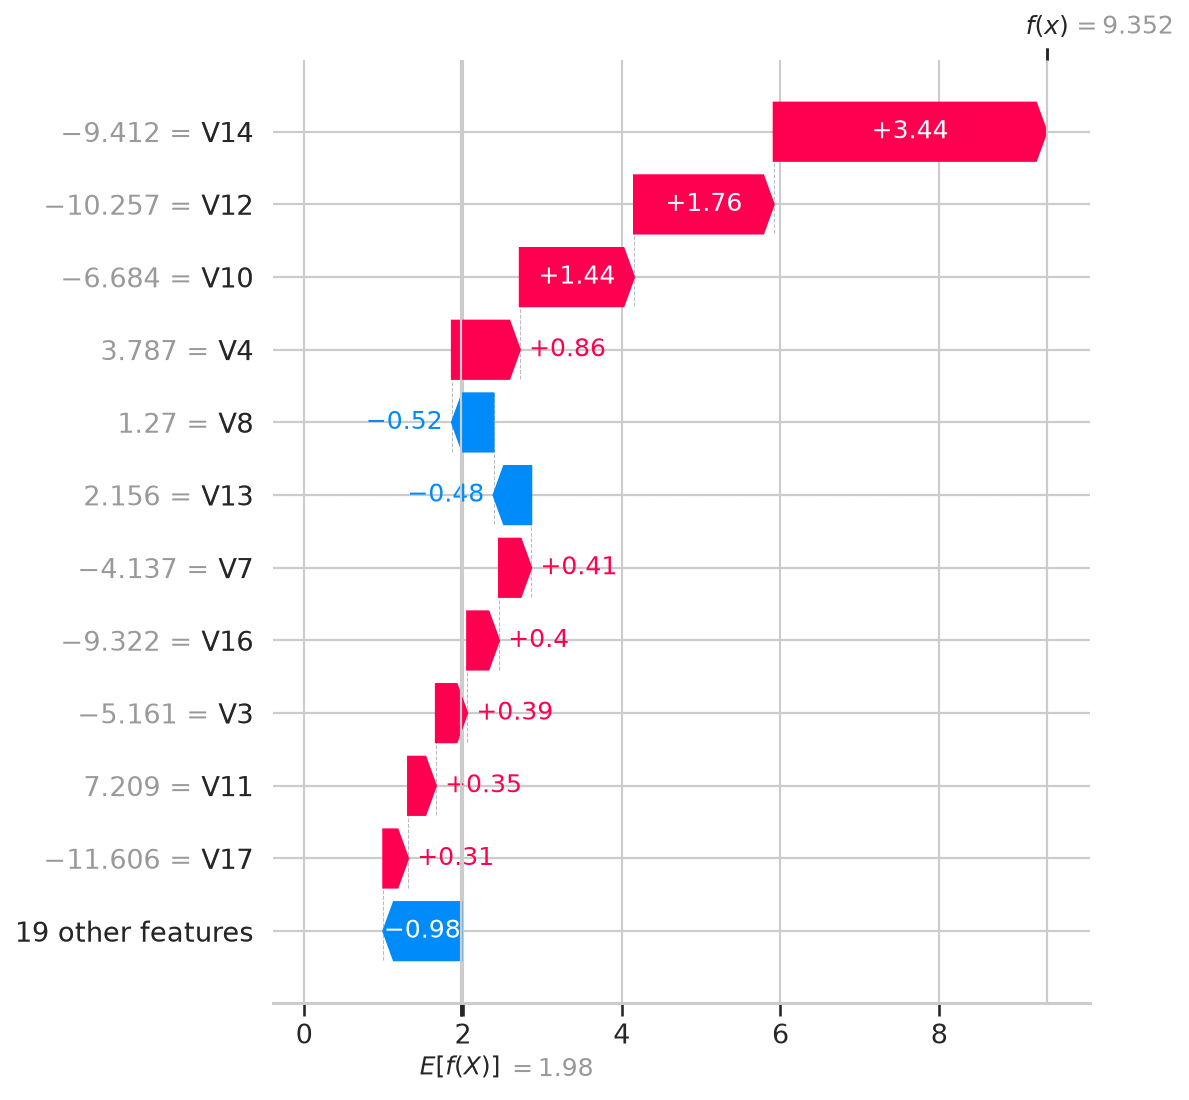 f(x) = 9.352
−9.412 = V14 +3.44
−10.257 = V12 +1.76
−6.684 = V10 +1.44
3.787 = V4 +0.86
1.27 = V8 −0.52
2.156 = V13 −0.48
−4.137 = V7 +0.41
−9.322 = V16 +0.4
−5.161 = V3 +0.39
7.209 = V11 +0.35
−11.606 = V17 +0.31
19 other features −0.98
0 2 4 6 8
E[f(X)] = 1.98